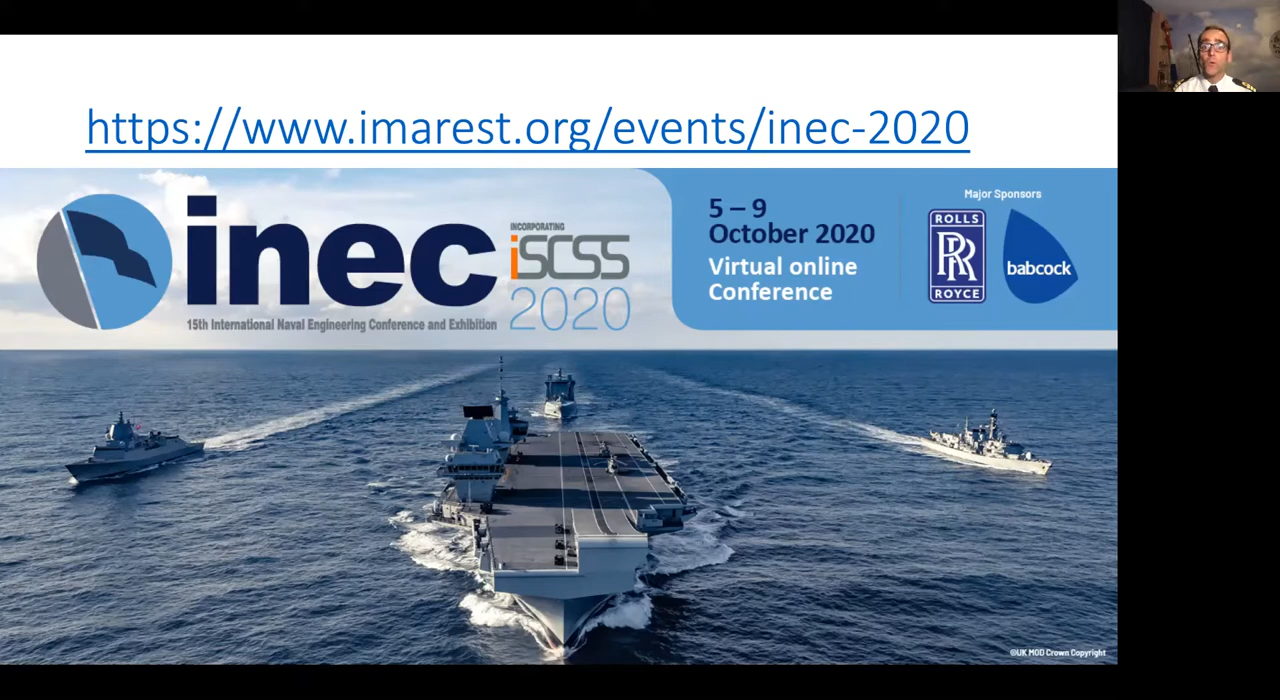 https://www.imarest.org/events/inec-2020
inec
INCORPORATING
iSCSS
2020
15th International Naval Engineering Conference and Exhibition
5 – 9
October 2020
Virtual online
Conference
Major Sponsors
ROLLS
RR
ROYCE
babcock
©UK MOD Crown Copyright